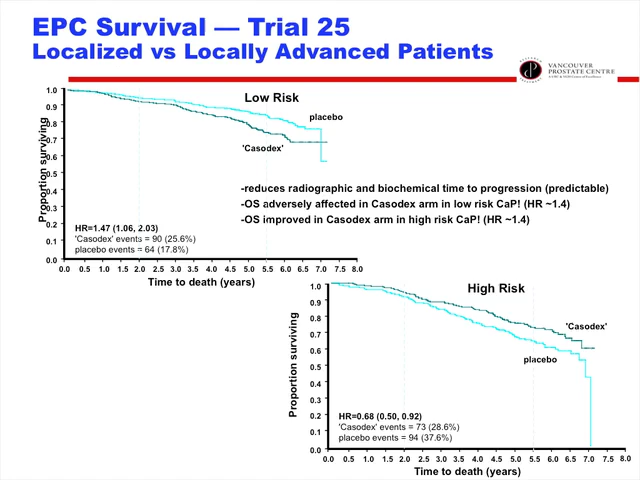 EPC Survival — Trial 25
Localized vs Locally Advanced Patients
VANCOUVER
PROSTATE CENTRE
Low Risk
placebo
'Casodex'
Proportion surviving
1.0
0.9
0.8
0.7
0.6
0.5
0.4
0.3
0.2
0.1
0.0
HR=1.47 (1.06, 2.03)
'Casodex' events = 90 (25.6%)
placebo events = 64 (17.8%)
0.0 0.5 1.0 1.5 2.0 2.5 3.0 3.5 4.0 4.5 5.0 5.5 6.0 6.5 7.0 7.5 8.0
Time to death (years)
-reduces radiographic and biochemical time to progression (predictable)
-OS adversely affected in Casodex arm in low risk CaP! (HR ~1.4)
-OS improved in Casodex arm in high risk CaP! (HR ~1.4)
High Risk
'Casodex'
placebo
Proportion surviving
1.0
0.9
0.8
0.7
0.6
0.5
0.4
0.3
0.2
0.1
0.0
HR=0.68 (0.50, 0.92)
'Casodex' events = 73 (28.6%)
placebo events = 94 (37.6%)
0.0 0.5 1.0 1.5 2.0 2.5 3.0 3.5 4.0 4.5 5.0 5.5 6.0 6.5 7.0 7.5 8.0
Time to death (years)